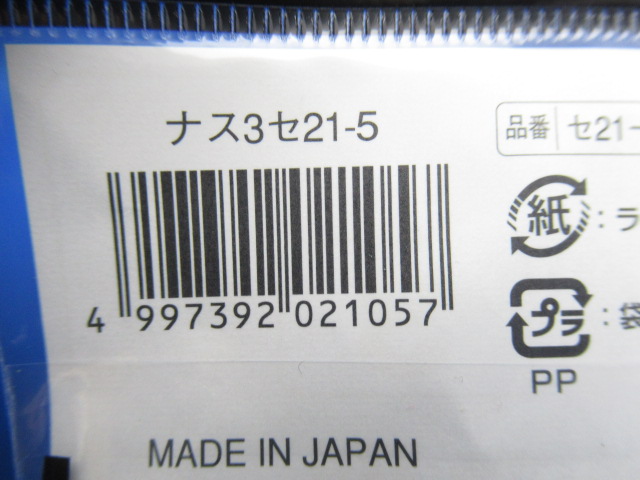 ナス3セ21-5
品番 セ21-
4 997392 021057
紙 :ラ
プラ :袋
PP
MADE IN JAPAN